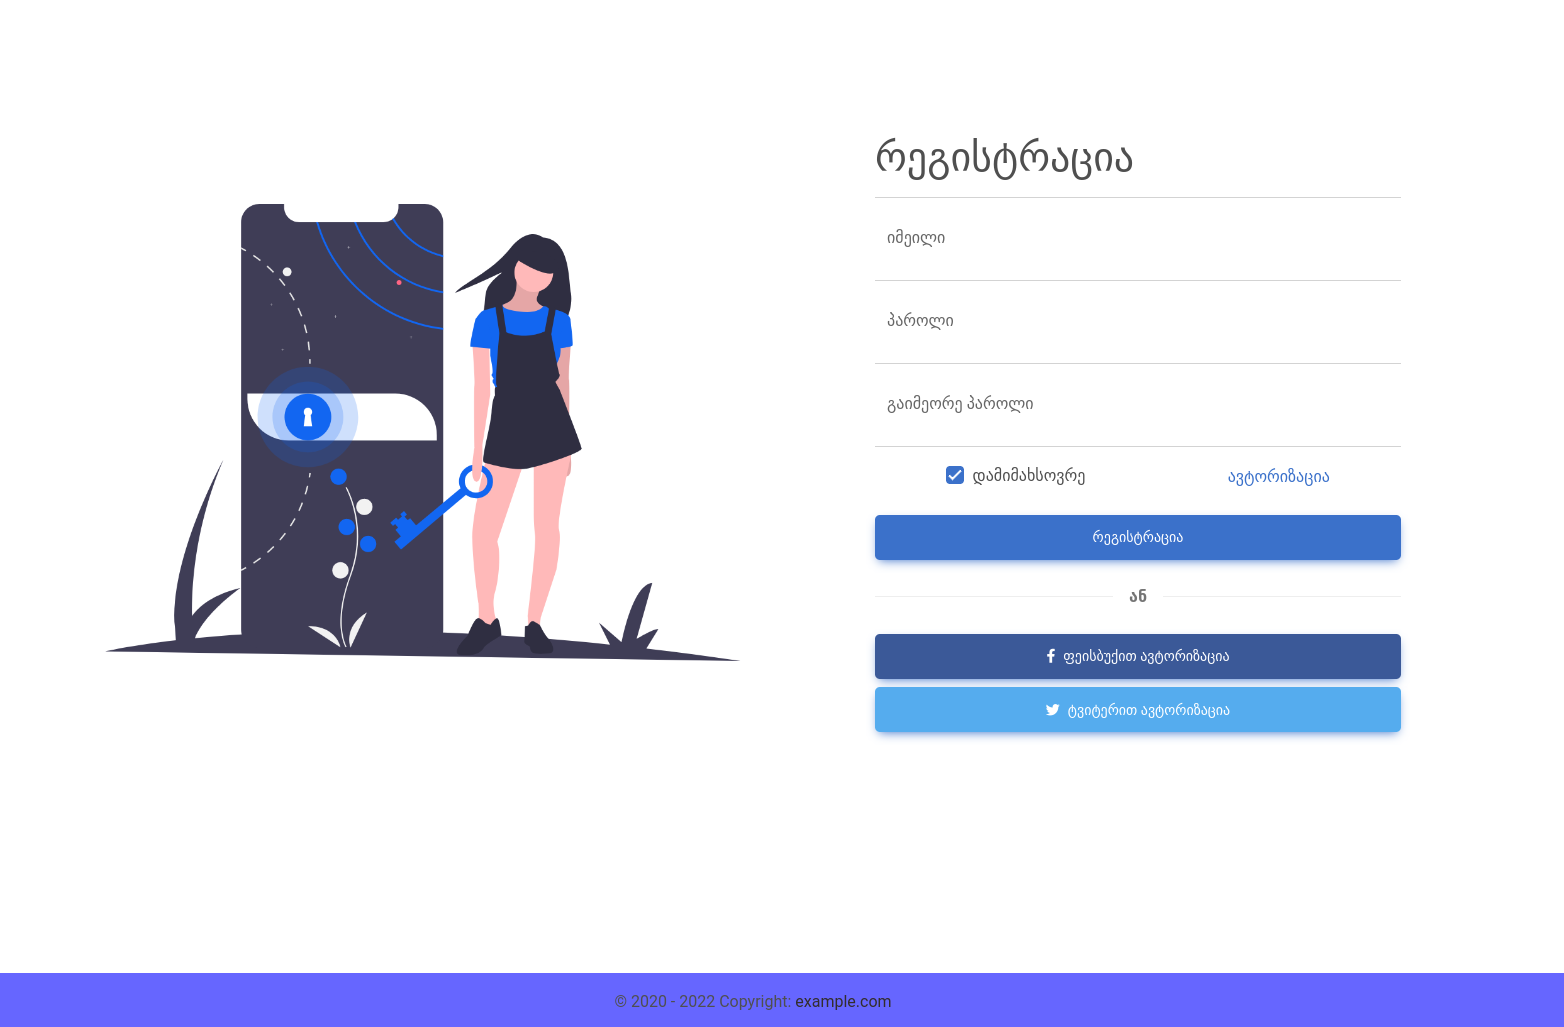 რეგისტრაცია
იმეილი
პაროლი
გაიმეორე პაროლი
დამიმახსოვრე ავტორიზაცია
რეგისტრაცია
ან
ფეისბუქით ავტორიზაცია
ტვიტერით ავტორიზაცია
© 2020 - 2022 Copyright: example.com